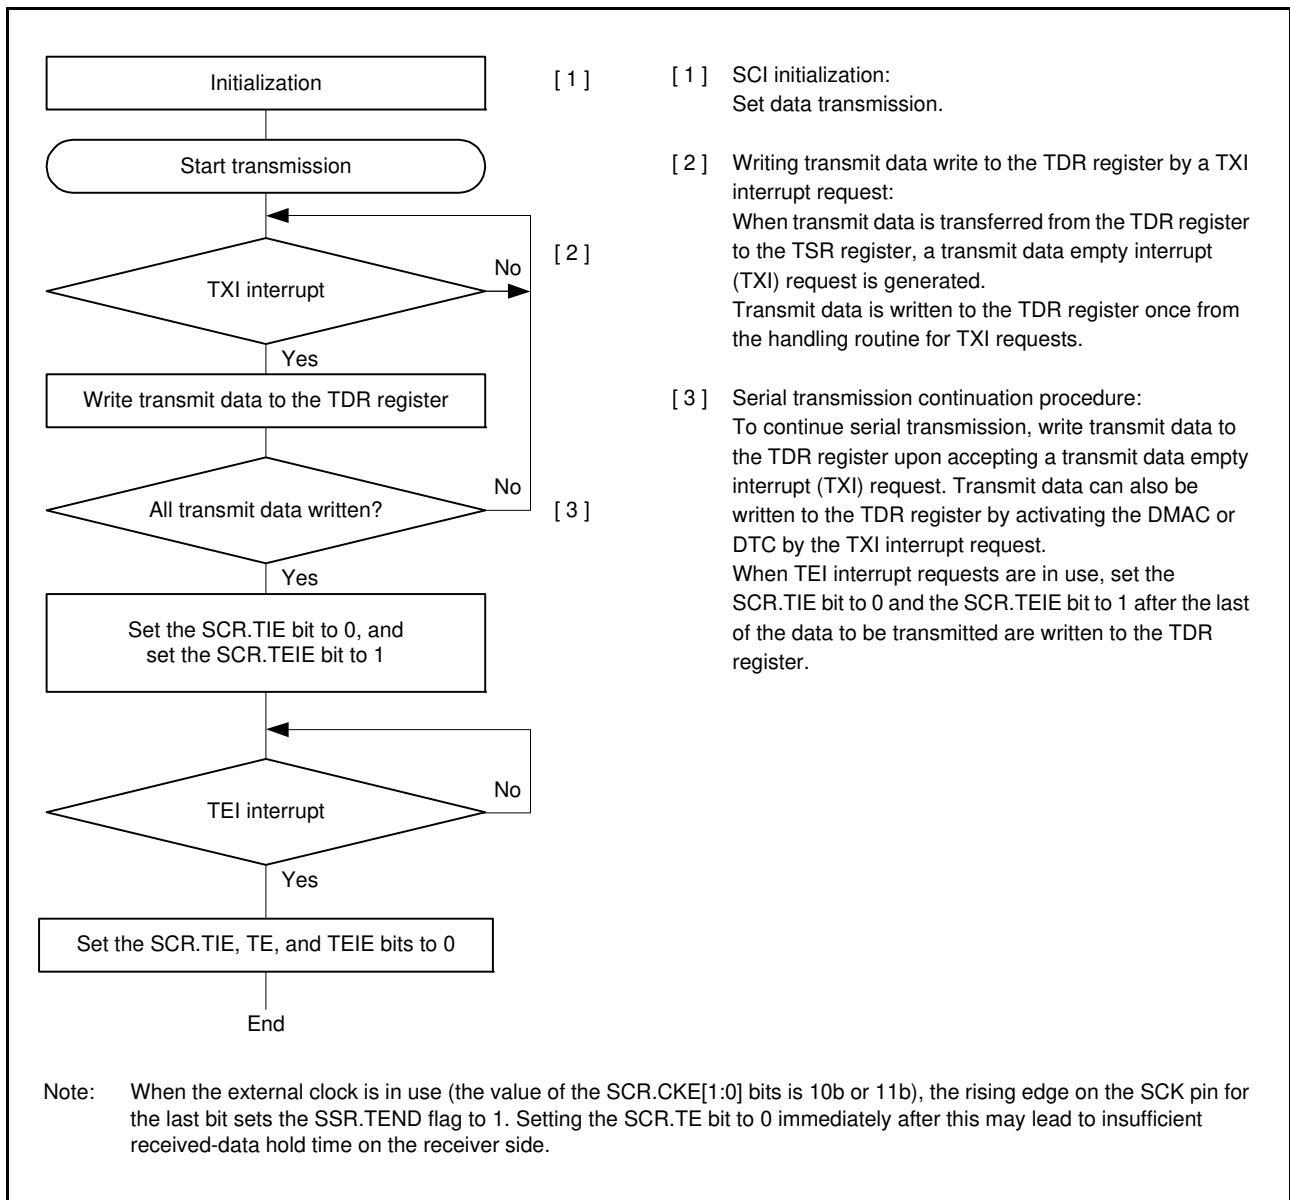 Initialization
[ 1 ]
Start transmission
[ 2 ]
TXI interrupt
No
Yes
Write transmit data to the TDR register
All transmit data written?
No
[ 3 ]
Yes
Set the SCR.TIE bit to 0, and
set the SCR.TEIE bit to 1
TEI interrupt
No
Yes
Set the SCR.TIE, TE, and TEIE bits to 0
End
[ 1 ] SCI initialization:
Set data transmission.
[ 2 ] Writing transmit data write to the TDR register by a TXI
interrupt request:
When transmit data is transferred from the TDR register
to the TSR register, a transmit data empty interrupt
(TXI) request is generated.
Transmit data is written to the TDR register once from
the handling routine for TXI requests.
[ 3 ] Serial transmission continuation procedure:
To continue serial transmission, write transmit data to
the TDR register upon accepting a transmit data empty
interrupt (TXI) request. Transmit data can also be
written to the TDR register by activating the DMAC or
DTC by the TXI interrupt request.
When TEI interrupt requests are in use, set the
SCR.TIE bit to 0 and the SCR.TEIE bit to 1 after the last
of the data to be transmitted are written to the TDR
register.
Note: When the external clock is in use (the value of the SCR.CKE[1:0] bits is 10b or 11b), the rising edge on the SCK pin for
the last bit sets the SSR.TEND flag to 1. Setting the SCR.TE bit to 0 immediately after this may lead to insufficient
received-data hold time on the receiver side.